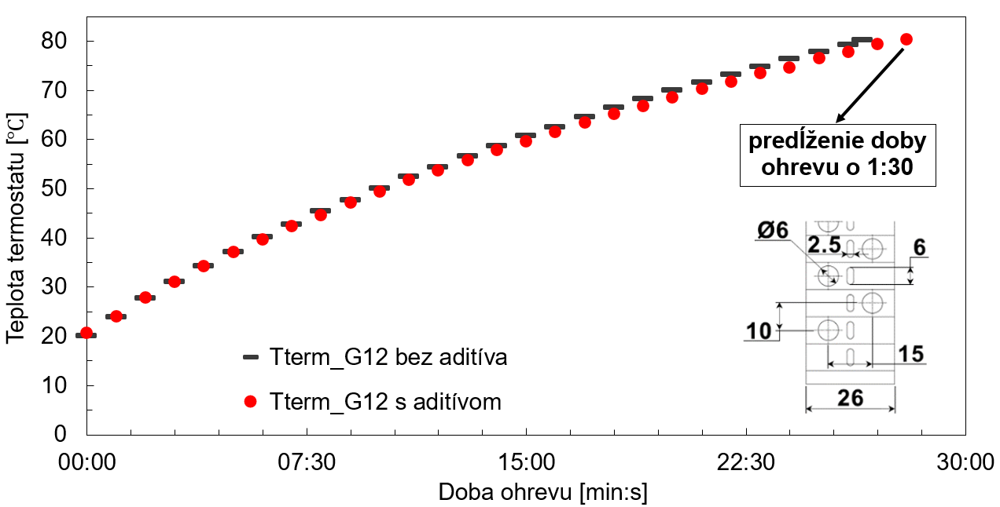 Teplota termostatu [℃]
80
70
60
50
40
30
20
10
0
00:00
07:30
15:00
22:30
30:00
Doba ohrevu [min:s]
Tterm_G12 bez aditíva
Tterm_G12 s aditívom
predĺženie doby
ohrevu o 1:30
Ø6
2.5
6
10
15
26